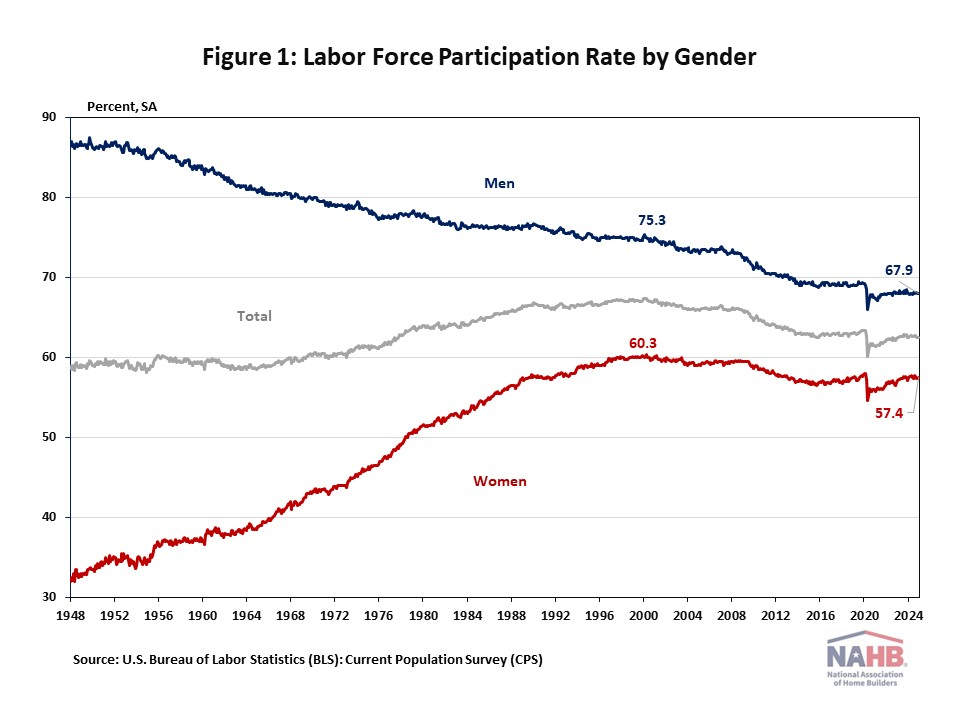 Figure 1: Labor Force Participation Rate by Gender
Percent, SA
90
80
70
60
50
40
30
Men
75.3
67.9
Total
60.3
57.4
Women
1948 1952 1956 1960 1964 1968 1972 1976 1980 1984 1988 1992 1996 2000 2004 2008 2012 2016 2020 2024
Source: U.S. Bureau of Labor Statistics (BLS): Current Population Survey (CPS)
NAHB®
National Association
of Home Builders